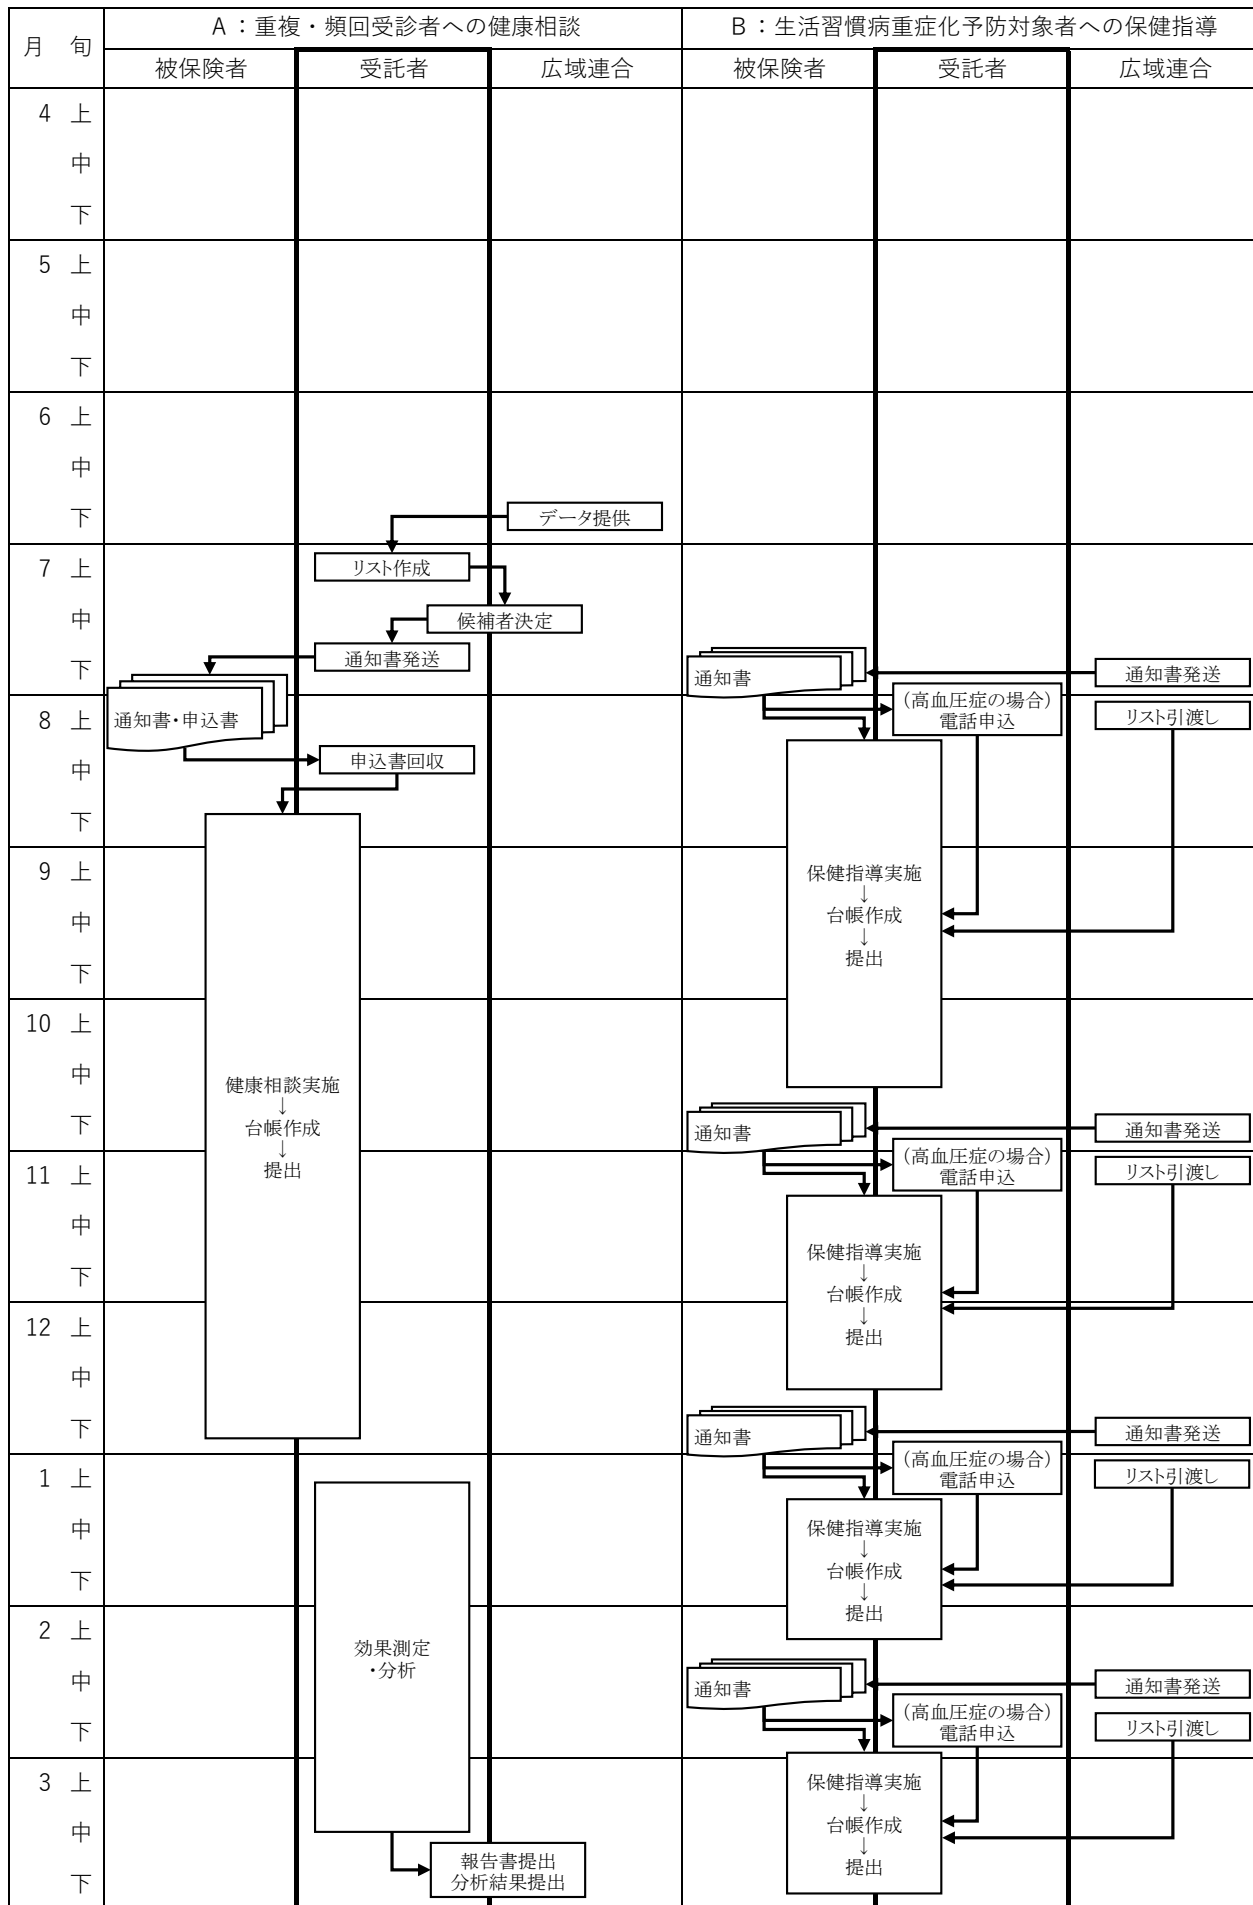 月 旬
A：重複・頻回受診者への健康相談
B：生活習慣病重症化予防対象者への保健指導
被保険者 受託者 広域連合 被保険者 受託者 広域連合
4 上
中
下
5 上
中
下
6 上
中
下
データ提供
7 上
リスト作成
中
候補者決定
通知書発送
下
通知書
通知書発送
(高血圧症の場合)
電話申込
8 上
通知書・申込書
リスト引渡し
申込書回収
中
下
9 上
保健指導実施
↓
台帳作成
↓
提出
中
下
10 上
中
健康相談実施
↓
台帳作成
↓
提出
下
通知書
通知書発送
(高血圧症の場合)
電話申込
11 上
リスト引渡し
中
保健指導実施
↓
台帳作成
↓
提出
下
12 上
中
下
通知書
通知書発送
(高血圧症の場合)
電話申込
1 上
リスト引渡し
中
保健指導実施
↓
台帳作成
↓
提出
下
2 上
効果測定
・分析
中
通知書
通知書発送
(高血圧症の場合)
電話申込
下
リスト引渡し
3 上
保健指導実施
↓
台帳作成
↓
提出
中
報告書提出
分析結果提出
下